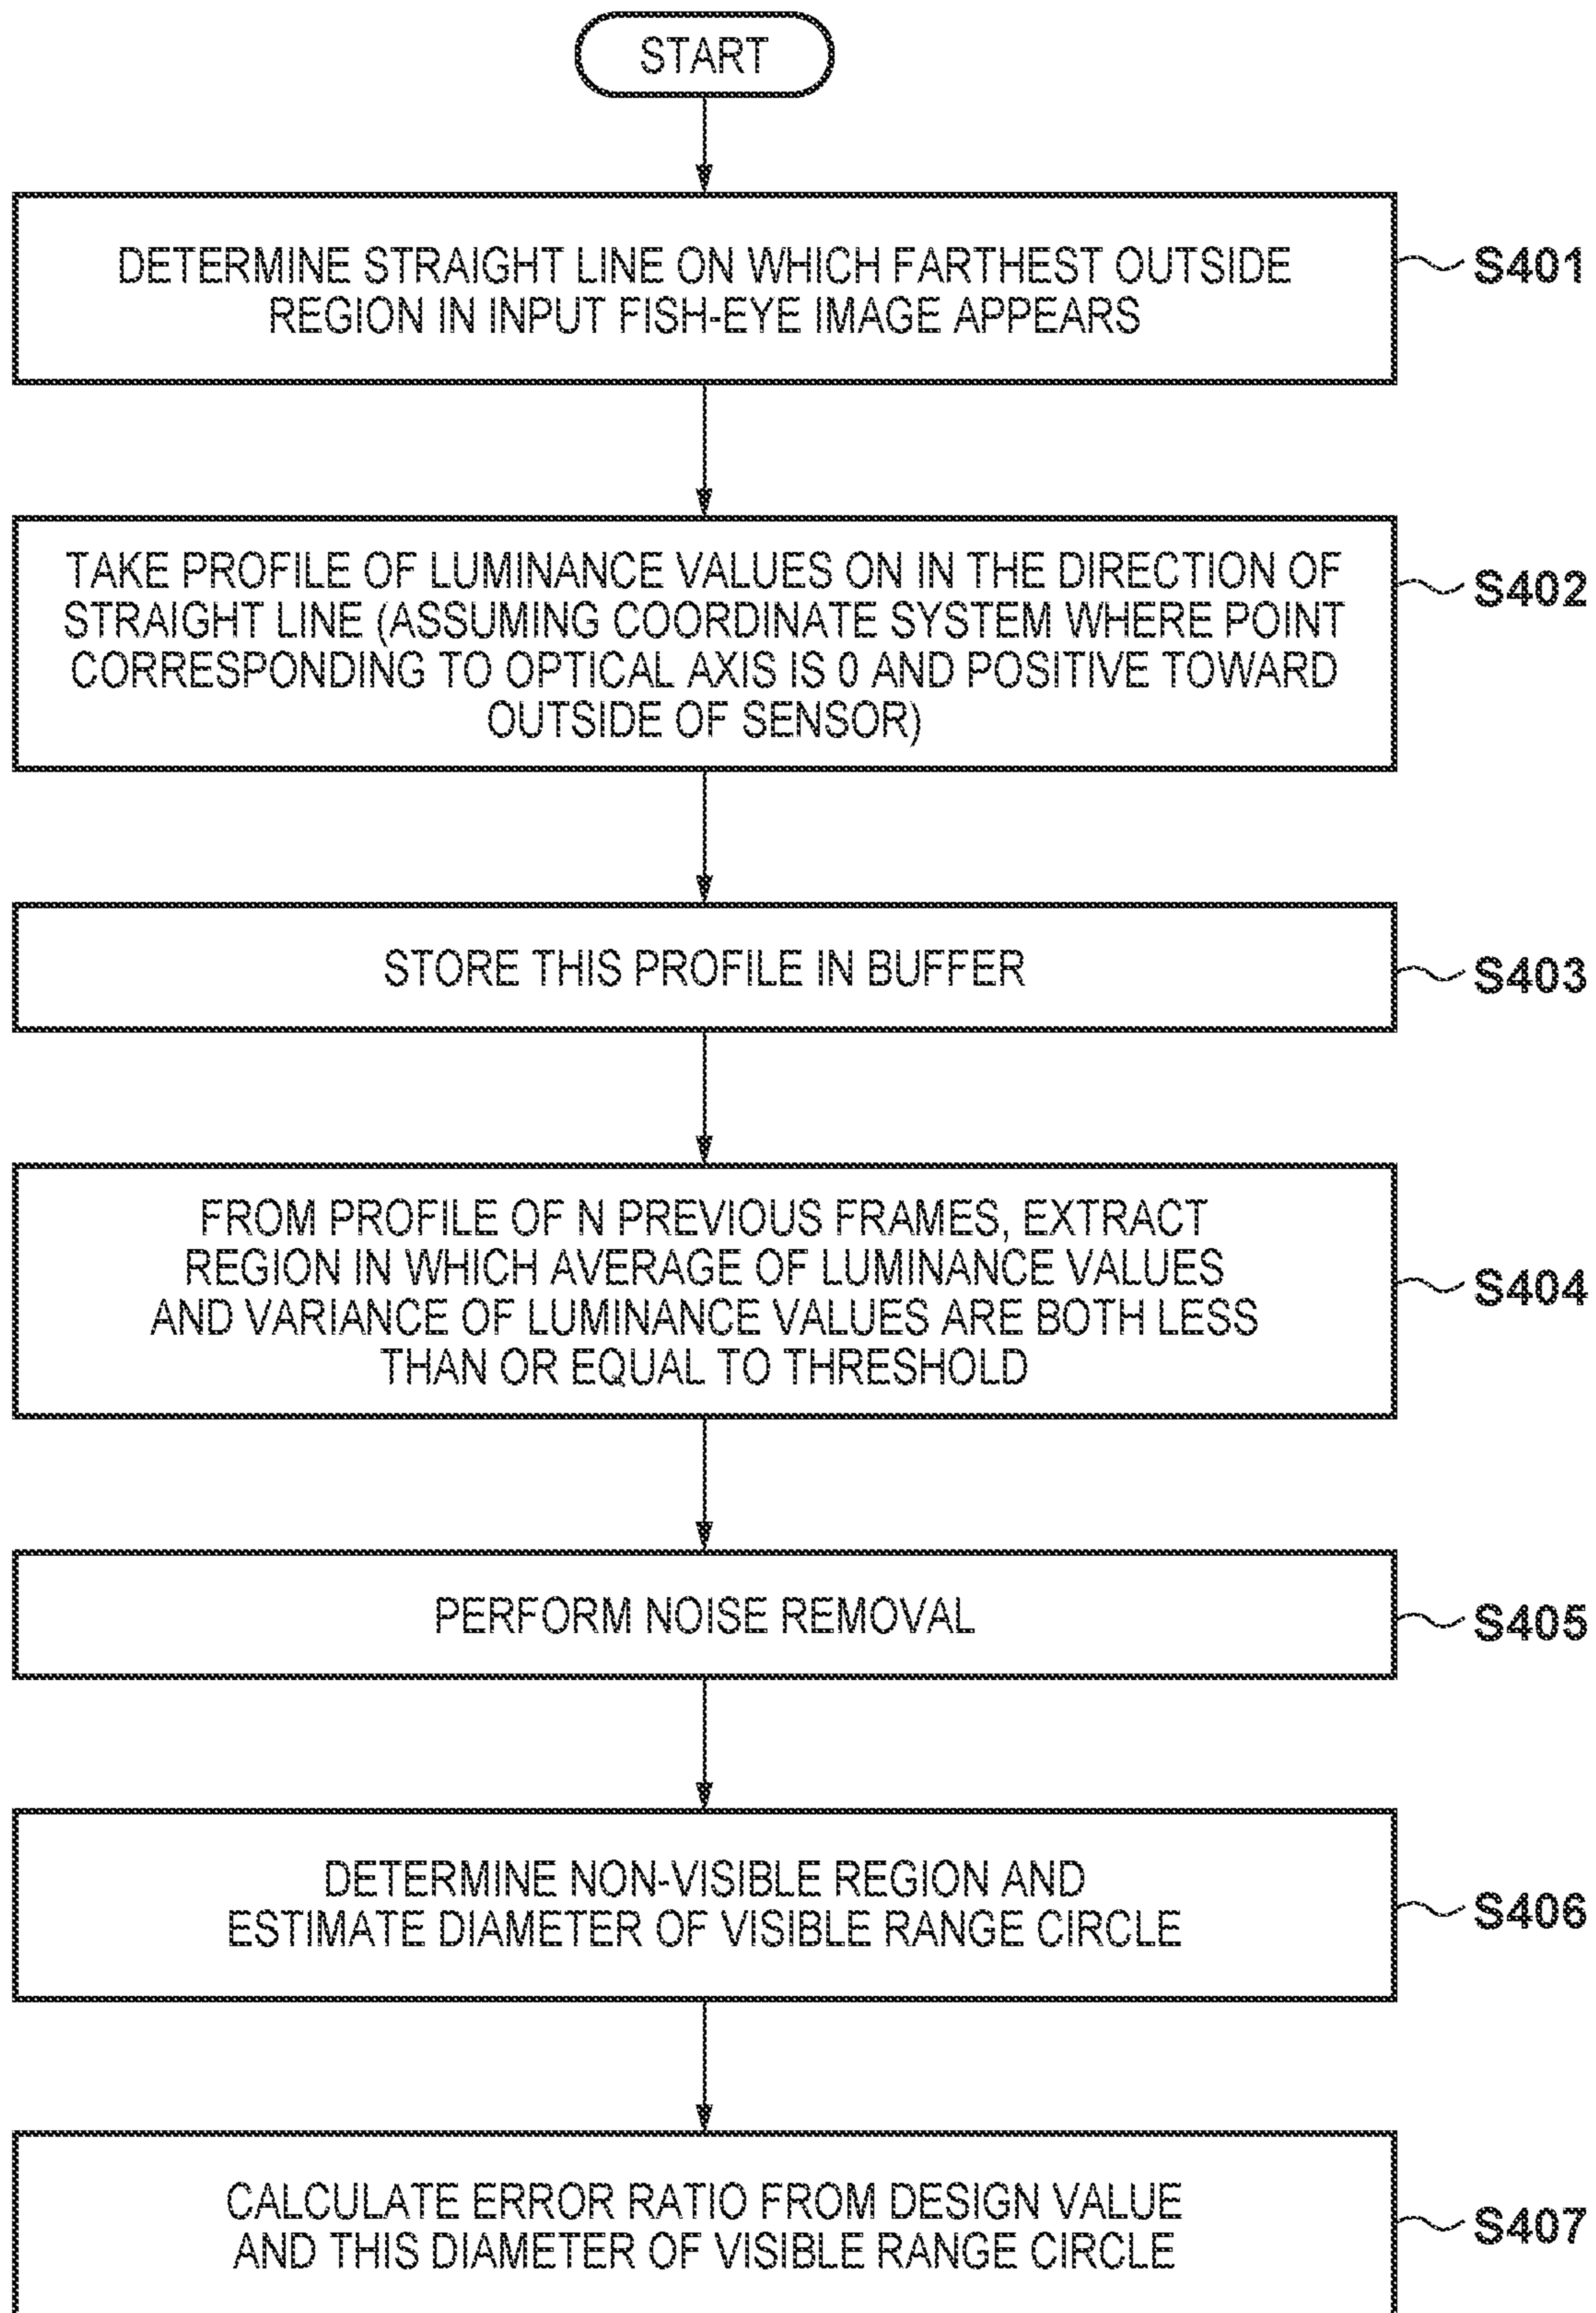 START
DETERMINE STRAIGHT LINE ON WHICH FARTHEST OUTSIDE
REGION IN INPUT FISH-EYE IMAGE APPEARS
S401
TAKE PROFILE OF LUMINANCE VALUES ON IN THE DIRECTION OF
STRAIGHT LINE (ASSUMING COORDINATE SYSTEM WHERE POINT
CORRESPONDING TO OPTICAL AXIS IS 0 AND POSITIVE TOWARD
OUTSIDE OF SENSOR)
S402
STORE THIS PROFILE IN BUFFER
S403
FROM PROFILE OF N PREVIOUS FRAMES, EXTRACT
REGION IN WHICH AVERAGE OF LUMINANCE VALUES
AND VARIANCE OF LUMINANCE VALUES ARE BOTH LESS
THAN OR EQUAL TO THRESHOLD
S404
PERFORM NOISE REMOVAL
S405
DETERMINE NON-VISIBLE REGION AND
ESTIMATE DIAMETER OF VISIBLE RANGE CIRCLE
S406
CALCULATE ERROR RATIO FROM DESIGN VALUE
AND THIS DIAMETER OF VISIBLE RANGE CIRCLE
S407